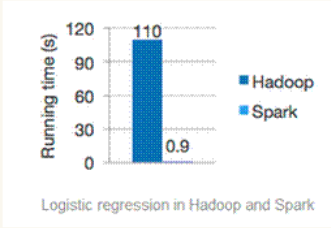 120
110
90
60
30
0
0.9
Running time (s)
Hadoop
Spark
Logistic regression in Hadoop and Spark